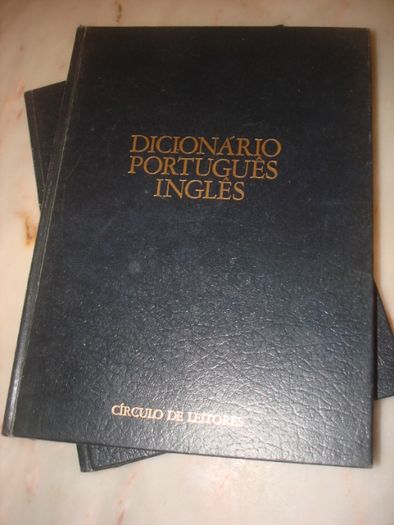 DICIONÁRIO
PORTUGUÊS
INGLÊS
CÍRCULO DE LEITORES